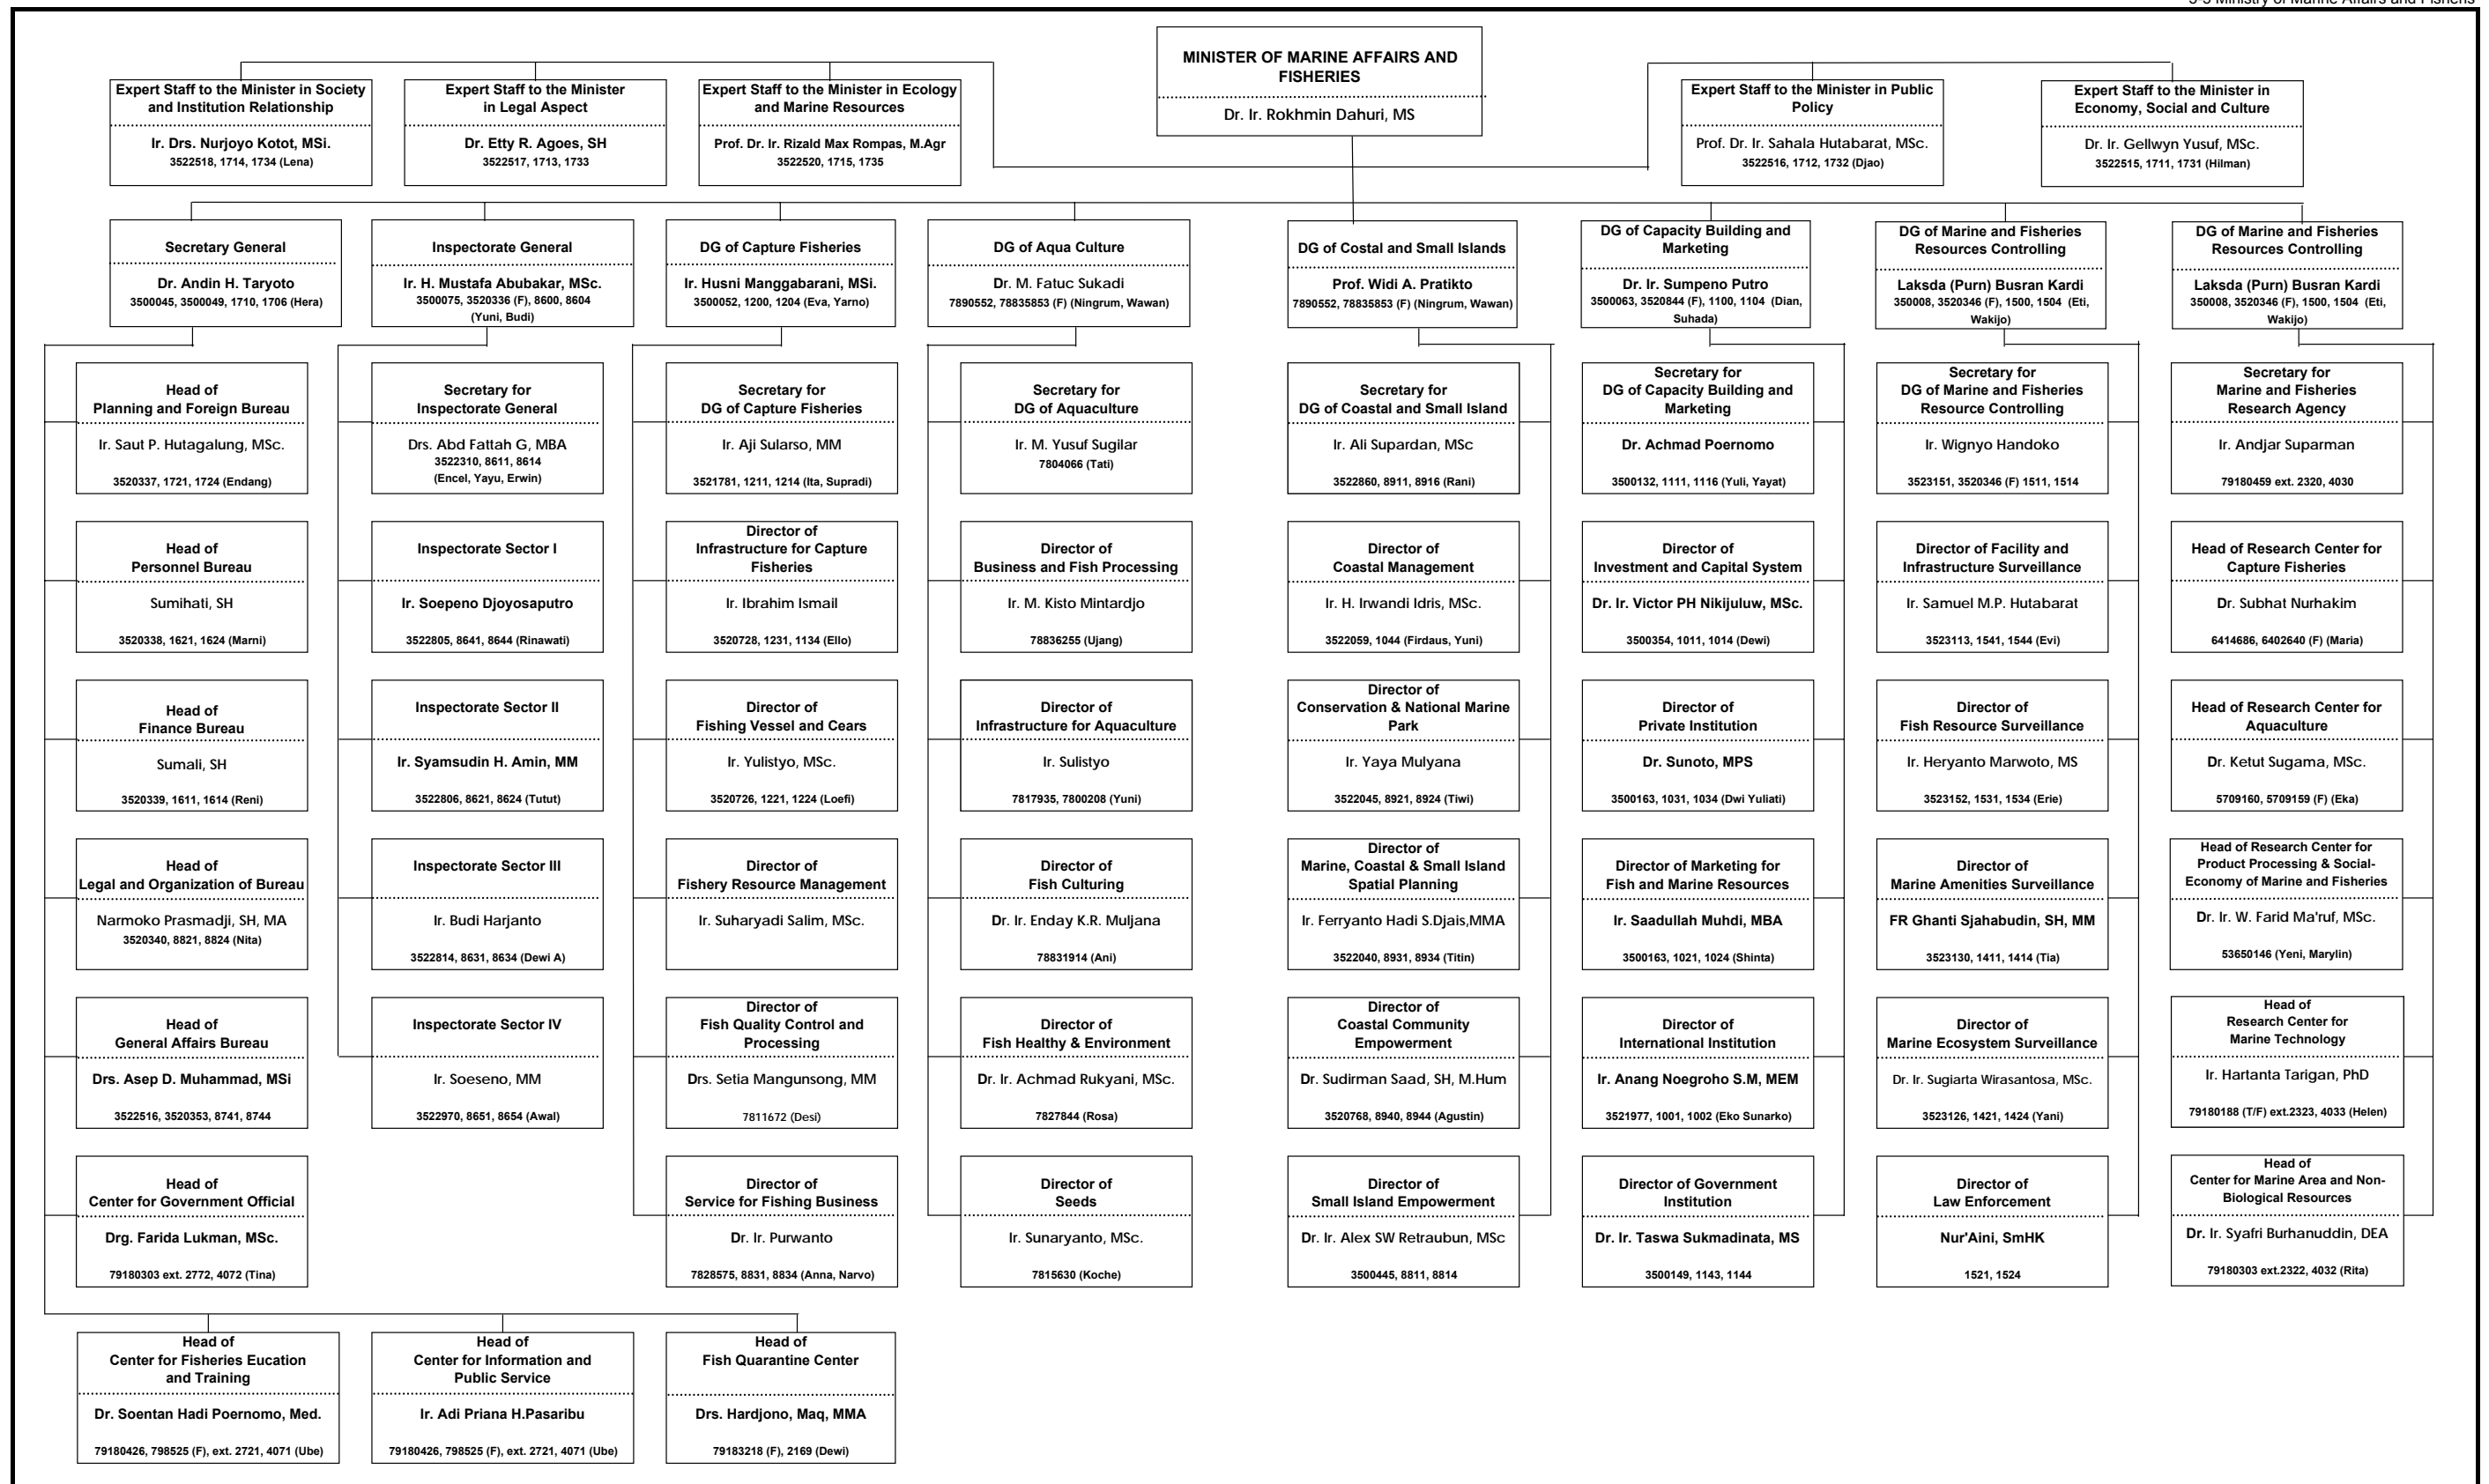 MINISTER OF MARINE AFFAIRS AND
FISHERIES
Dr. Ir. Rokhmin Dahuri, MS
Expert Staff to the Minister in Society
and Institution Relationship
Ir. Drs. Nurjoyo Kotot, MSi.
3522518, 1714, 1734 (Lena)
Expert Staff to the Minister
in Legal Aspect
Dr. Etty R. Agoes, SH
3522517, 1713, 1733
Expert Staff to the Minister in Ecology
and Marine Resources
Prof. Dr. Ir. Rizald Max Rompas, M.Agr
3522520, 1715, 1735
Expert Staff to the Minister in Public
Policy
Prof. Dr. Ir. Sahala Hutabarat, MSc.
3522516, 1712, 1732 (Djao)
Expert Staff to the Minister in
Economy, Social and Culture
Dr. Ir. Gellwyn Yusuf, MSc.
3522515, 1711, 1731 (Hilman)
Secretary General
Dr. Andin H. Taryoto
3500045, 3500049, 1710, 1706 (Hera)
Inspectorate General
Ir. H. Mustafa Abubakar, MSc.
3500075, 3520336 (F), 8600, 8604
(Yuni, Budi)
DG of Capture Fisheries
Ir. Husni Manggabarani, MSi.
3500052, 1200, 1204 (Eva, Yarno)
DG of Aqua Culture
Dr. M. Fatuc Sukadi
7890552, 78835853 (F) (Ningrum, Wawan)
DG of Costal and Small Islands
Prof. Widi A. Pratikto
7890552, 78835853 (F) (Ningrum, Wawan)
DG of Capacity Building and
Marketing
Dr. Ir. Sumpeno Putro
3500063, 3520844 (F), 1100, 1104 (Dian,
Suhada)
DG of Marine and Fisheries
Resources Controlling
Laksda (Purn) Busran Kardi
350008, 3520346 (F), 1500, 1504 (Eti,
Wakijo)
DG of Marine and Fisheries
Resources Controlling
Laksda (Purn) Busran Kardi
350008, 3520346 (F), 1500, 1504 (Eti,
Wakijo)
Head of
Planning and Foreign Bureau
Ir. Saut P. Hutagalung, MSc.
3520337, 1721, 1724 (Endang)
Secretary for
Inspectorate General
Drs. Abd Fattah G, MBA
3522310, 8611, 8614
(Encel, Yayu, Erwin)
Secretary for
DG of Capture Fisheries
Ir. Aji Sularso, MM
3521781, 1211, 1214 (Ita, Supradi)
Secretary for
DG of Aquaculture
Ir. M. Yusuf Sugilar
7804066 (Tati)
Secretary for
DG of Coastal and Small Island
Ir. Ali Supardan, MSc
3522860, 8911, 8916 (Rani)
Secretary for
DG of Capacity Building and
Marketing
Dr. Achmad Poernomo
3500132, 1111, 1116 (Yuli, Yayat)
Secretary for
DG of Marine and Fisheries
Resource Controlling
Ir. Wignyo Handoko
3523151, 3520346 (F) 1511, 1514
Secretary for
Marine and Fisheries
Research Agency
Ir. Andjar Suparman
79180459 ext. 2320, 4030
Head of
Personnel Bureau
Sumihati, SH
3520338, 1621, 1624 (Marni)
Inspectorate Sector I
Ir. Soepeno Djoyosaputro
3522805, 8641, 8644 (Rinawati)
Director of
Infrastructure for Capture
Fisheries
Ir. Ibrahim Ismail
3520728, 1231, 1134 (Ello)
Director of
Business and Fish Processing
Ir. M. Kisto Mintardjo
78836255 (Ujang)
Director of
Coastal Management
Ir. H. Irwandi Idris, MSc.
3522059, 1044 (Firdaus, Yuni)
Director of
Investment and Capital System
Dr. Ir. Victor PH Nikijuluw, MSc.
3500354, 1011, 1014 (Dewi)
Director of Facility and
Infrastructure Surveillance
Ir. Samuel M.P. Hutabarat
3523113, 1541, 1544 (Evi)
Head of Research Center for
Capture Fisheries
Dr. Subhat Nurhakim
6414686, 6402640 (F) (Maria)
Head of
Finance Bureau
Sumali, SH
3520339, 1611, 1614 (Reni)
Inspectorate Sector II
Ir. Syamsudin H. Amin, MM
3522806, 8621, 8624 (Tutut)
Director of
Fishing Vessel and Cears
Ir. Yulistyo, MSc.
3520726, 1221, 1224 (Loefi)
Director of
Infrastructure for Aquaculture
Ir. Sulistyo
7817935, 7800208 (Yuni)
Director of
Conservation & National Marine
Park
Ir. Yaya Mulyana
3522045, 8921, 8924 (Tiwi)
Director of
Private Institution
Dr. Sunoto, MPS
3500163, 1031, 1034 (Dwi Yuliati)
Director of
Fish Resource Surveillance
Ir. Heryanto Marwoto, MS
3523152, 1531, 1534 (Erie)
Head of Research Center for
Aquaculture
Dr. Ketut Sugama, MSc.
5709160, 5709159 (F) (Eka)
Head of
Legal and Organization of Bureau
Narmoko Prasmadji, SH, MA
3520340, 8821, 8824 (Nita)
Inspectorate Sector III
Ir. Budi Harjanto
3522814, 8631, 8634 (Dewi A)
Director of
Fishery Resource Management
Ir. Suharyadi Salim, MSc.
Director of
Fish Culturing
Dr. Ir. Enday K.R. Muljana
78831914 (Ani)
Director of
Marine, Coastal & Small Island
Spatial Planning
Ir. Ferryanto Hadi S.Djais,MMA
3522040, 8931, 8934 (Titin)
Director of Marketing for
Fish and Marine Resources
Ir. Saadullah Muhdi, MBA
3500163, 1021, 1024 (Shinta)
Director of
Marine Amenities Surveillance
FR Ghanti Sjahabudin, SH, MM
3523130, 1411, 1414 (Tia)
Head of Research Center for
Product Processing & Social-
Economy of Marine and Fisheries
Dr. Ir. W. Farid Ma'ruf, MSc.
53650146 (Yeni, Marylin)
Head of
General Affairs Bureau
Drs. Asep D. Muhammad, MSi
3522516, 3520353, 8741, 8744
Inspectorate Sector IV
Ir. Soeseno, MM
3522970, 8651, 8654 (Awal)
Director of
Fish Quality Control and
Processing
Drs. Setia Mangunsong, MM
7811672 (Desi)
Director of
Fish Healthy & Environment
Dr. Ir. Achmad Rukyani, MSc.
7827844 (Rosa)
Director of
Coastal Community
Empowerment
Dr. Sudirman Saad, SH, M.Hum
3520768, 8940, 8944 (Agustin)
Director of
International Institution
Ir. Anang Noegroho S.M, MEM
3521977, 1001, 1002 (Eko Sunarko)
Director of
Marine Ecosystem Surveillance
Dr. Ir. Sugiarta Wirasantosa, MSc.
3523126, 1421, 1424 (Yani)
Head of
Research Center for
Marine Technology
Ir. Hartanta Tarigan, PhD
79180188 (T/F) ext.2323, 4033 (Helen)
Head of
Center for Government Official
Drg. Farida Lukman, MSc.
79180303 ext. 2772, 4072 (Tina)
Director of
Service for Fishing Business
Dr. Ir. Purwanto
7828575, 8831, 8834 (Anna, Narvo)
Director of
Seeds
Ir. Sunaryanto, MSc.
7815630 (Koche)
Director of
Small Island Empowerment
Dr. Ir. Alex SW Retraubun, MSc
3500445, 8811, 8814
Director of Government
Institution
Dr. Ir. Taswa Sukmadinata, MS
3500149, 1143, 1144
Director of
Law Enforcement
Nur'Aini, SmHK
1521, 1524
Head of
Center for Marine Area and Non-
Biological Resources
Dr. Ir. Syafri Burhanuddin, DEA
79180303 ext.2322, 4032 (Rita)
Head of
Center for Fisheries Eucation
and Training
Dr. Soentan Hadi Poernomo, Med.
79180426, 798525 (F), ext. 2721, 4071 (Ube)
Head of
Center for Information and
Public Service
Ir. Adi Priana H.Pasaribu
79180426, 798525 (F), ext. 2721, 4071 (Ube)
Head of
Fish Quarantine Center
Drs. Hardjono, Maq, MMA
79183218 (F), 2169 (Dewi)